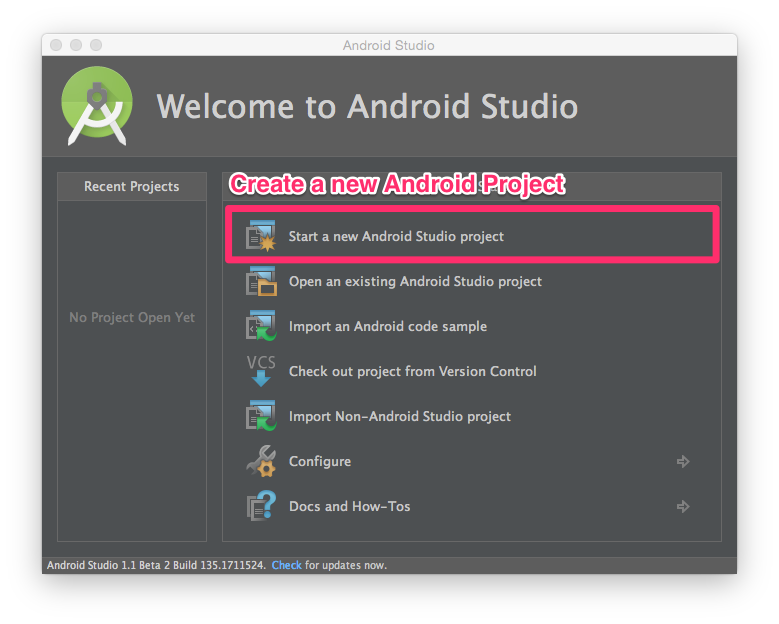 Android Studio
Welcome to Android Studio
Recent Projects
Create a new Android Project
No Project Open Yet
Start a new Android Studio project
Open an existing Android Studio project
Import an Android code sample
VCS
Check out project from Version Control
Import Non-Android Studio project
Configure
Docs and How-Tos
Android Studio 1.1 Beta 2 Build 135.1711524. Check for updates now.